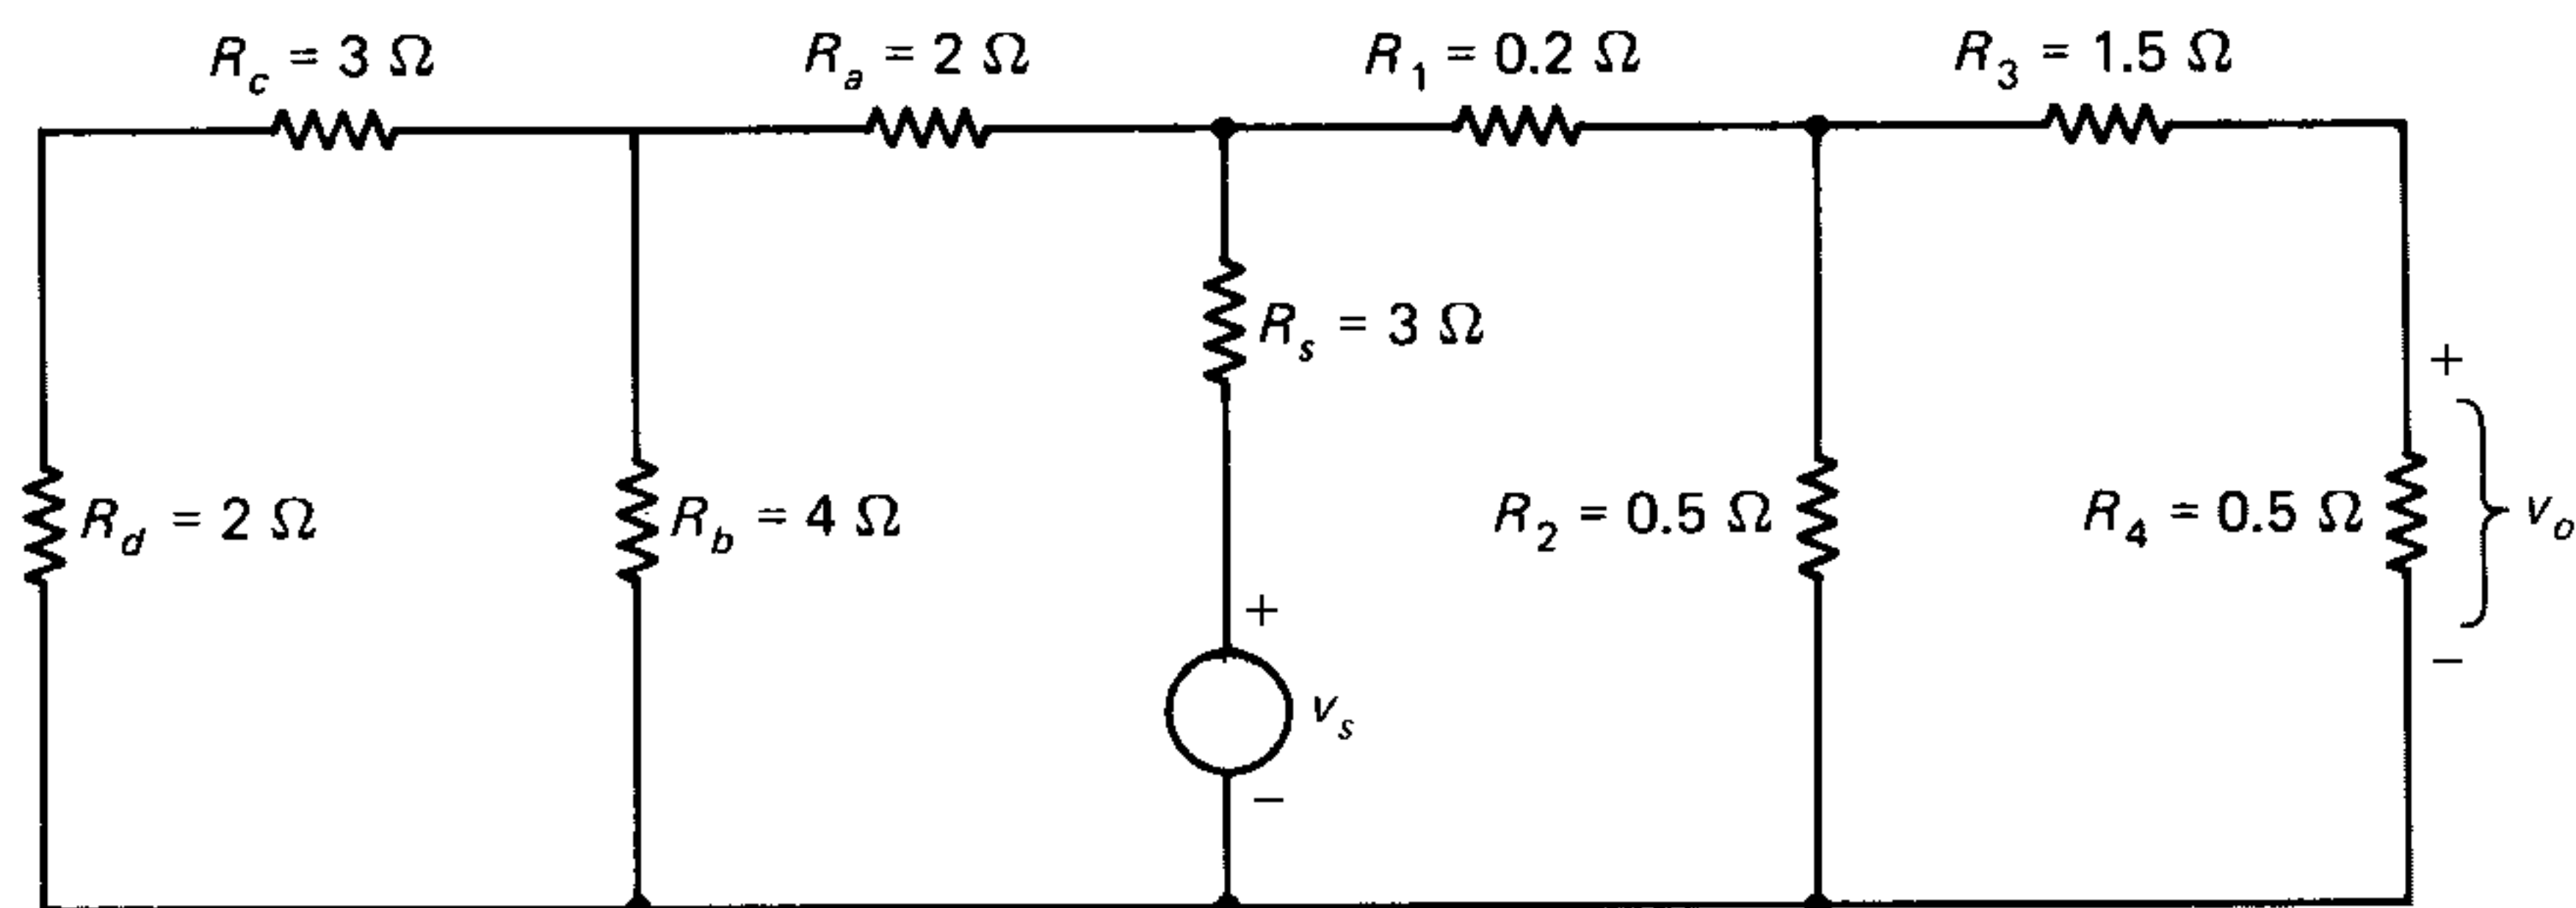 R_c = 3 Ω
R_a = 2 Ω
R_1 = 0.2 Ω
R_3 = 1.5 Ω
R_s = 3 Ω
+
R_d = 2 Ω
R_b = 4 Ω
R_2 = 0.5 Ω
R_4 = 0.5 Ω
v_o
+
−
v_s
−